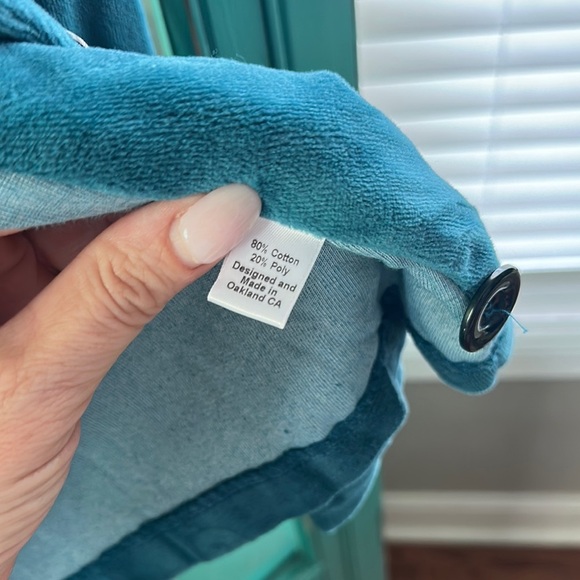 80% Cotton
20% Poly
Designed and
Made in
Oakland CA